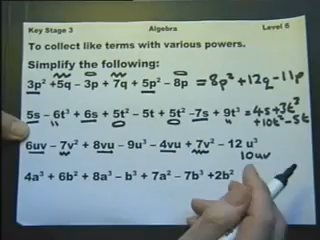 Key Stage 3 Algebra Level 6
To collect like terms with various powers.
Simplify the following:
3p² + 5q - 3p + 7q + 5p² - 8p = 8p² + 12q - 11p
5s - 6t³ + 6s + 5t² - 5t + 5t² - 7s + 9t³ = 4s + 3t³
+ 10t² - 5t
6uv - 7v² + 8vu - 9u³ - 4vu + 7v² - 12 u³
10uv
4a³ + 6b² + 8a³ - b³ + 7a² - 7b³ + 2b²